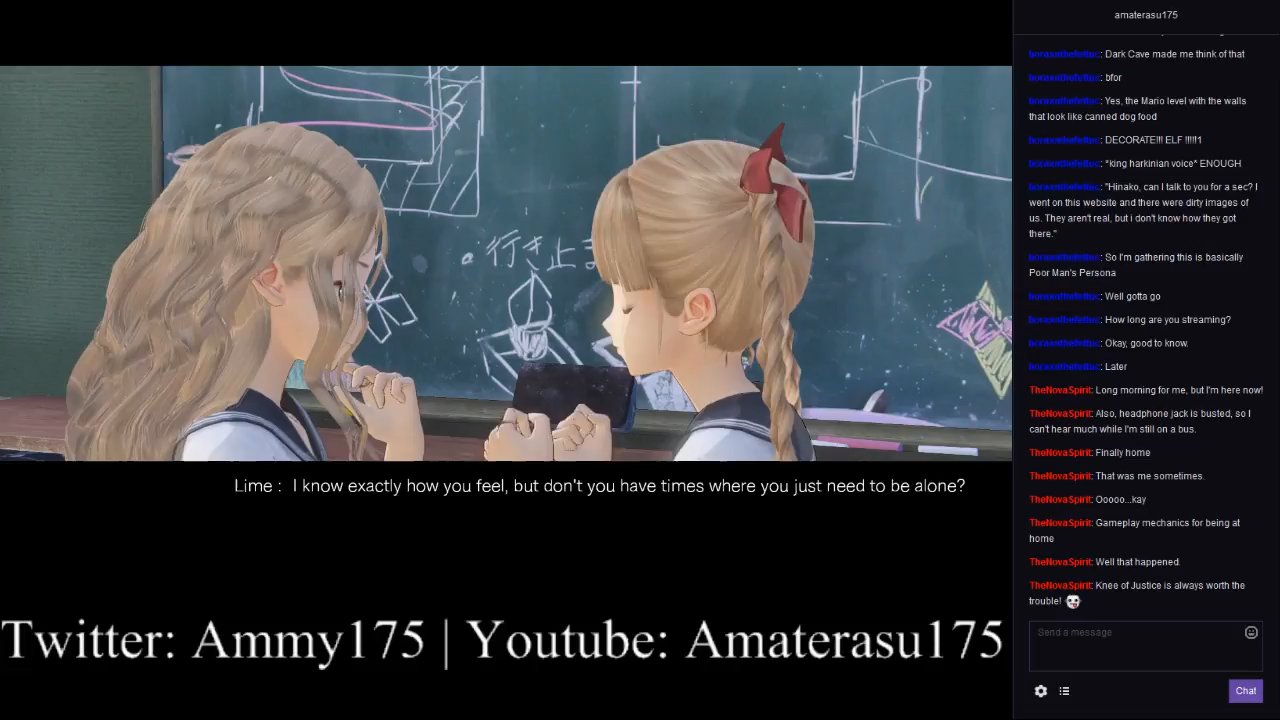 amaterasu175
: Dark Cave made me think of that
: bfor
: Yes, the Mario level with the walls
that look like canned dog food
: DECORATE!!! ELF !!!!!1
: *king harkinian voice* ENOUGH
: "Hinako, can I talk to you for a sec? I
went on this website and there were dirty images of
us. They aren't real, but i don't know how they got
there."
: So I'm gathering this is basically
Poor Man's Persona
: Well gotta go
: How long are you streaming?
: Okay, good to know.
: Later
TheNovaSpirit: Long morning for me, but I'm here now!
TheNovaSpirit: Also, headphone jack is busted, so I
can't hear much while I'm still on a bus.
TheNovaSpirit: Finally home
TheNovaSpirit: That was me sometimes.
TheNovaSpirit: Ooooo...kay
TheNovaSpirit: Gameplay mechanics for being at
home
TheNovaSpirit: Well that happened.
TheNovaSpirit: Knee of Justice is always worth the
trouble!
Send a message
Chat
行き止ま
Lime : I know exactly how you feel, but don't you have times where you just need to be alone?
Twitter: Ammy175 | Youtube: Amaterasu175